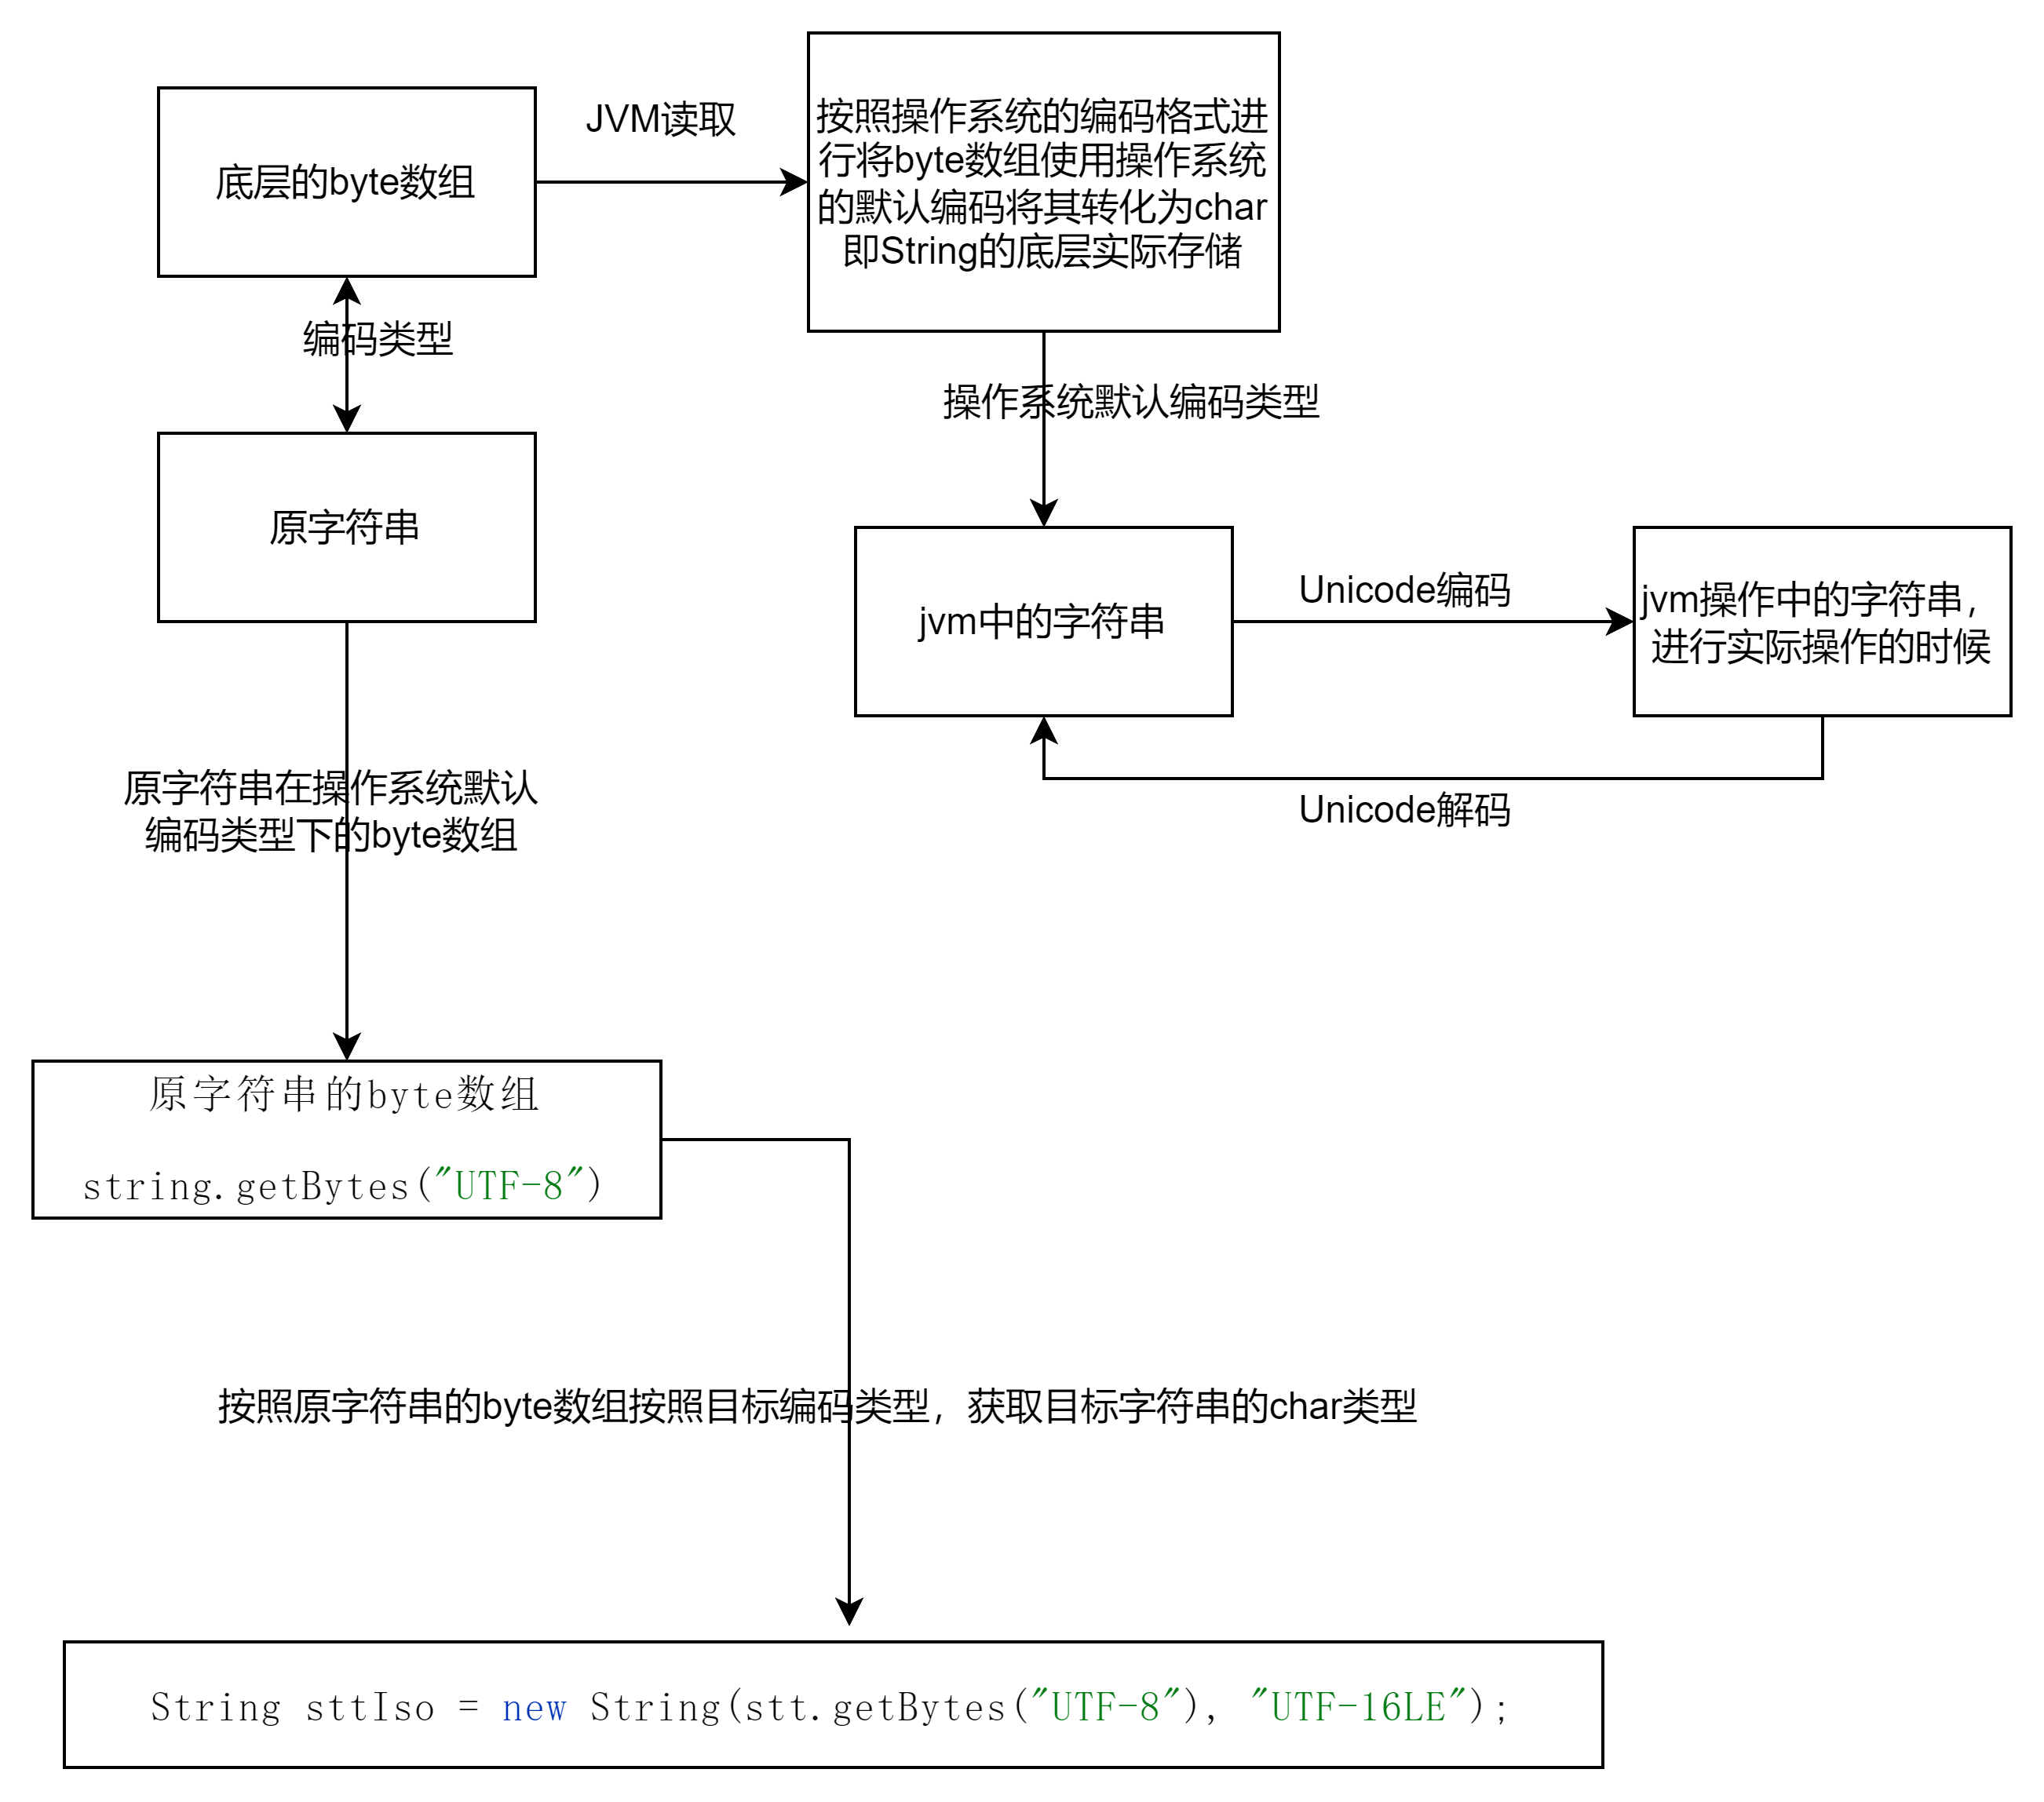 底层的byte数组
JVM读取
按照操作系统的编码格式进
行将byte数组使用操作系统
的默认编码将其转化为char
即String的底层实际存储
编码类型
操作系统默认编码类型
原字符串
jvm中的字符串
Unicode编码
jvm操作中的字符串，
进行实际操作的时候
Unicode解码
原字符串在操作系统默认
编码类型下的byte数组
原字符串的byte数组
string.getBytes("UTF-8")
按照原字符串的byte数组按照目标编码类型，获取目标字符串的char类型
String sttIso = new String(stt.getBytes("UTF-8"), "UTF-16LE");